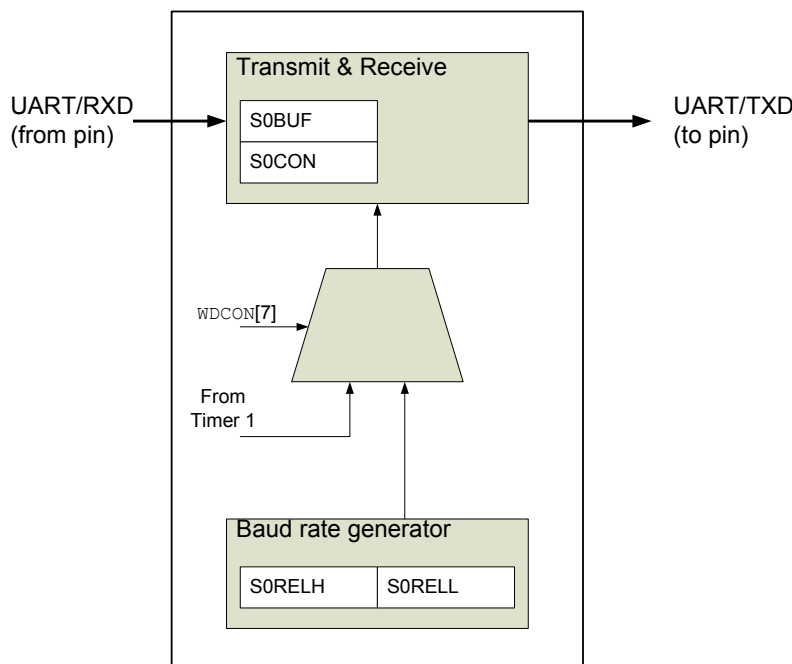 Transmit & Receive
UART/RXD
(from pin)
S0BUF
S0CON
UART/TXD
(to pin)
WDCON[7]
From
Timer 1
Baud rate generator
S0RELH
S0RELL